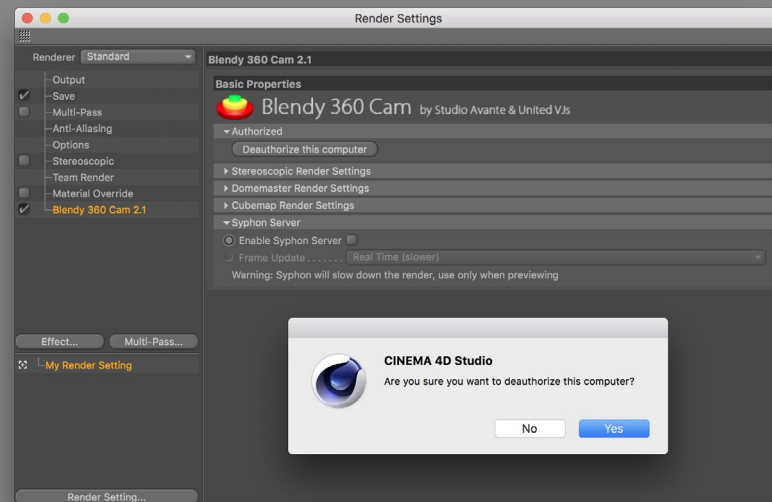 Render Settings
Renderer Standard
Blendy 360 Cam 2.1
Output
Save
Multi-Pass
Anti-Aliasing
Options
Stereoscopic
Team Render
Material Override
Blendy 360 Cam 2.1
Effect...
Multi-Pass...
My Render Setting
Render Setting...
Basic Properties
Blendy 360 Cam by Studio Avante & United VJs
Authorized
Deauthorize this computer
Stereoscopic Render Settings
Domemaster Render Settings
Cubemap Render Settings
Syphon Server
Enable Syphon Server
Frame Update....... Real Time (slower)
Warning: Syphon will slow down the render, use only when previewing
CINEMA 4D Studio
Are you sure you want to deauthorize this computer?
No
Yes